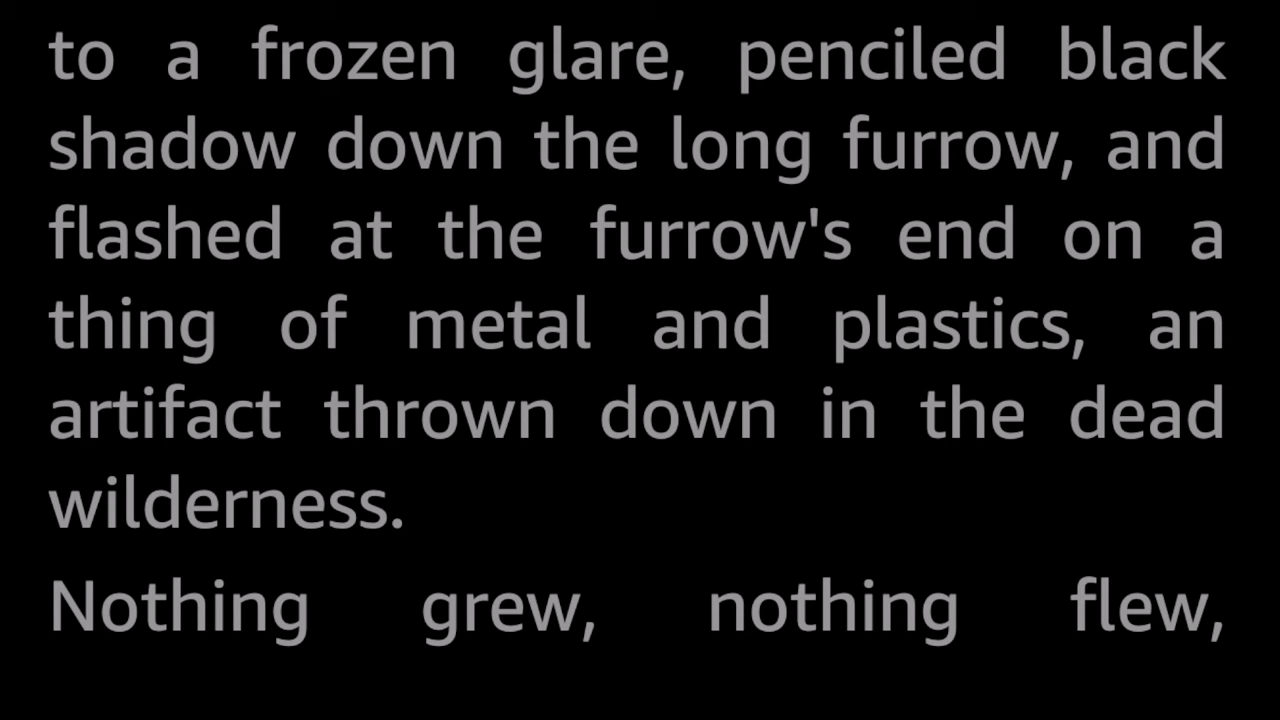 to a frozen glare, penciled black
shadow down the long furrow, and
flashed at the furrow's end on a
thing of metal and plastics, an
artifact thrown down in the dead
wilderness.
Nothing grew, nothing flew,